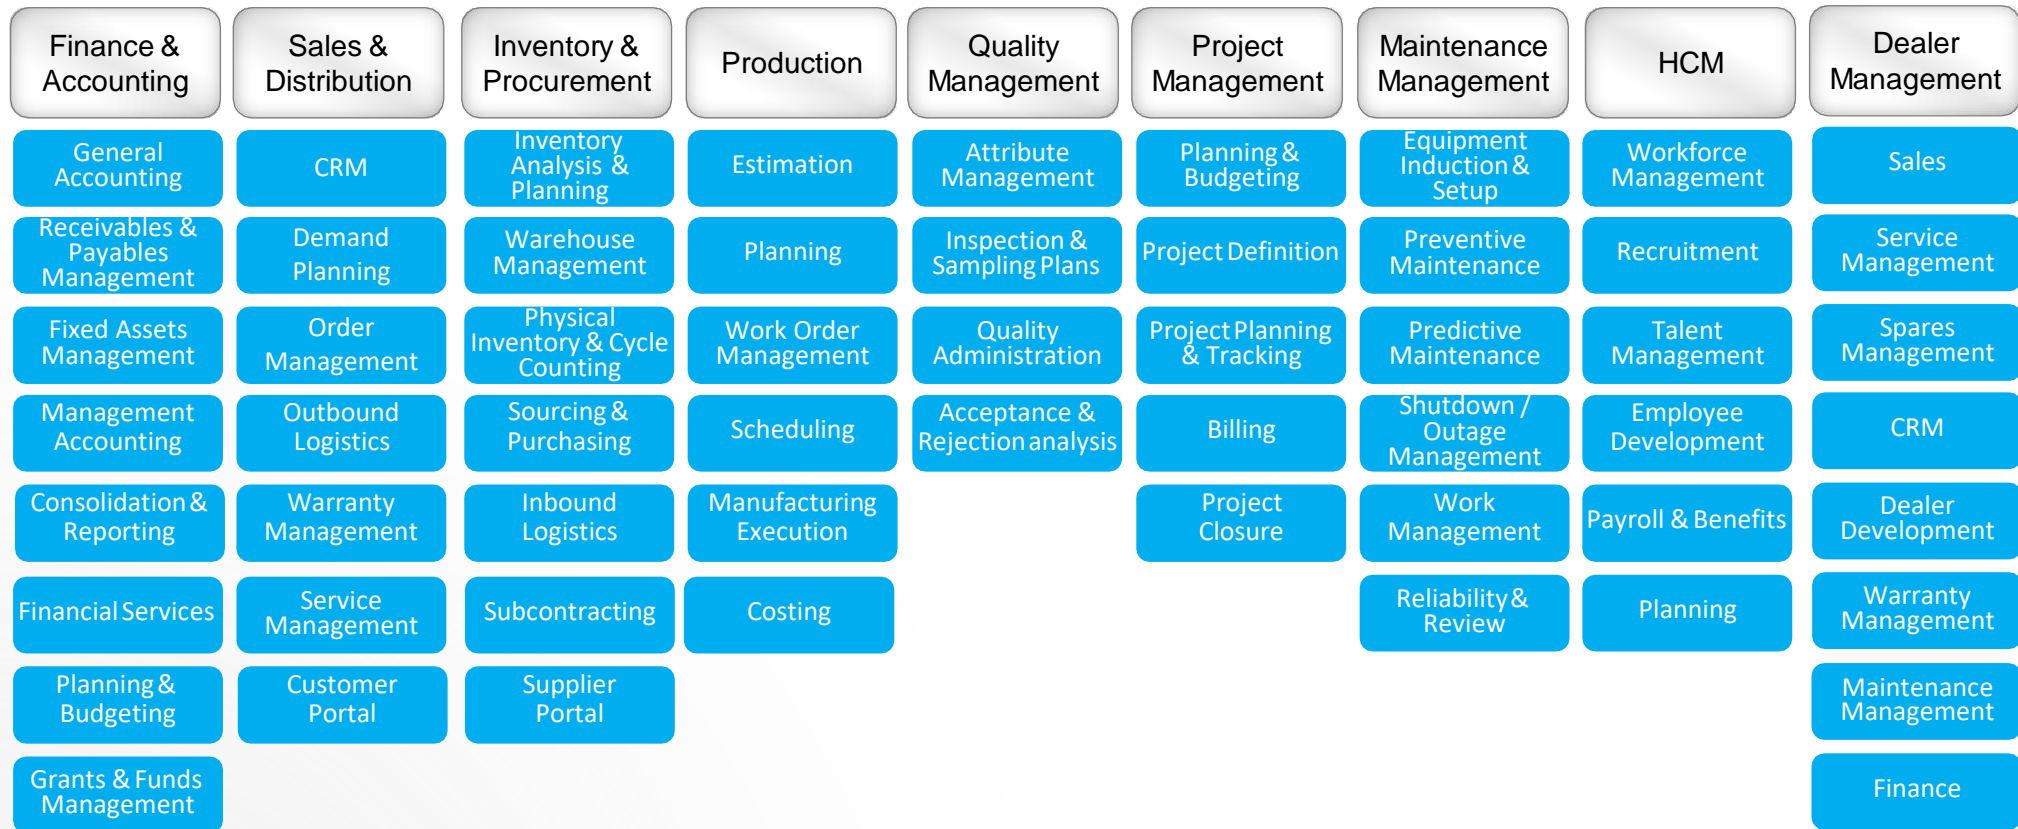 Finance &
Accounting
Sales &
Distribution
Inventory &
Procurement
Production
Quality
Management
Project
Management
Maintenance
Management
HCM
Dealer
Management
General
Accounting
CRM
Inventory
Analysis &
Planning
Estimation
Attribute
Management
Planning &
Budgeting
Equipment
Induction &
Setup
Workforce
Management
Sales
Receivables &
Payables
Management
Demand
Planning
Warehouse
Management
Planning
Inspection &
Sampling Plans
Project Definition
Preventive
Maintenance
Recruitment
Service
Management
Fixed Assets
Management
Order
Management
Physical
Inventory & Cycle
Counting
Work Order
Management
Quality
Administration
Project Planning
& Tracking
Predictive
Maintenance
Talent
Management
Spares
Management
Management
Accounting
Outbound
Logistics
Sourcing &
Purchasing
Scheduling
Acceptance &
Rejection analysis
Billing
Shutdown /
Outage
Management
Employee
Development
CRM
Consolidation &
Reporting
Warranty
Management
Inbound
Logistics
Manufacturing
Execution
Project
Closure
Work
Management
Payroll & Benefits
Dealer
Development
Financial Services
Service
Management
Subcontracting
Costing
Reliability &
Review
Planning
Warranty
Management
Planning &
Budgeting
Customer
Portal
Supplier
Portal
Maintenance
Management
Grants & Funds
Management
Finance